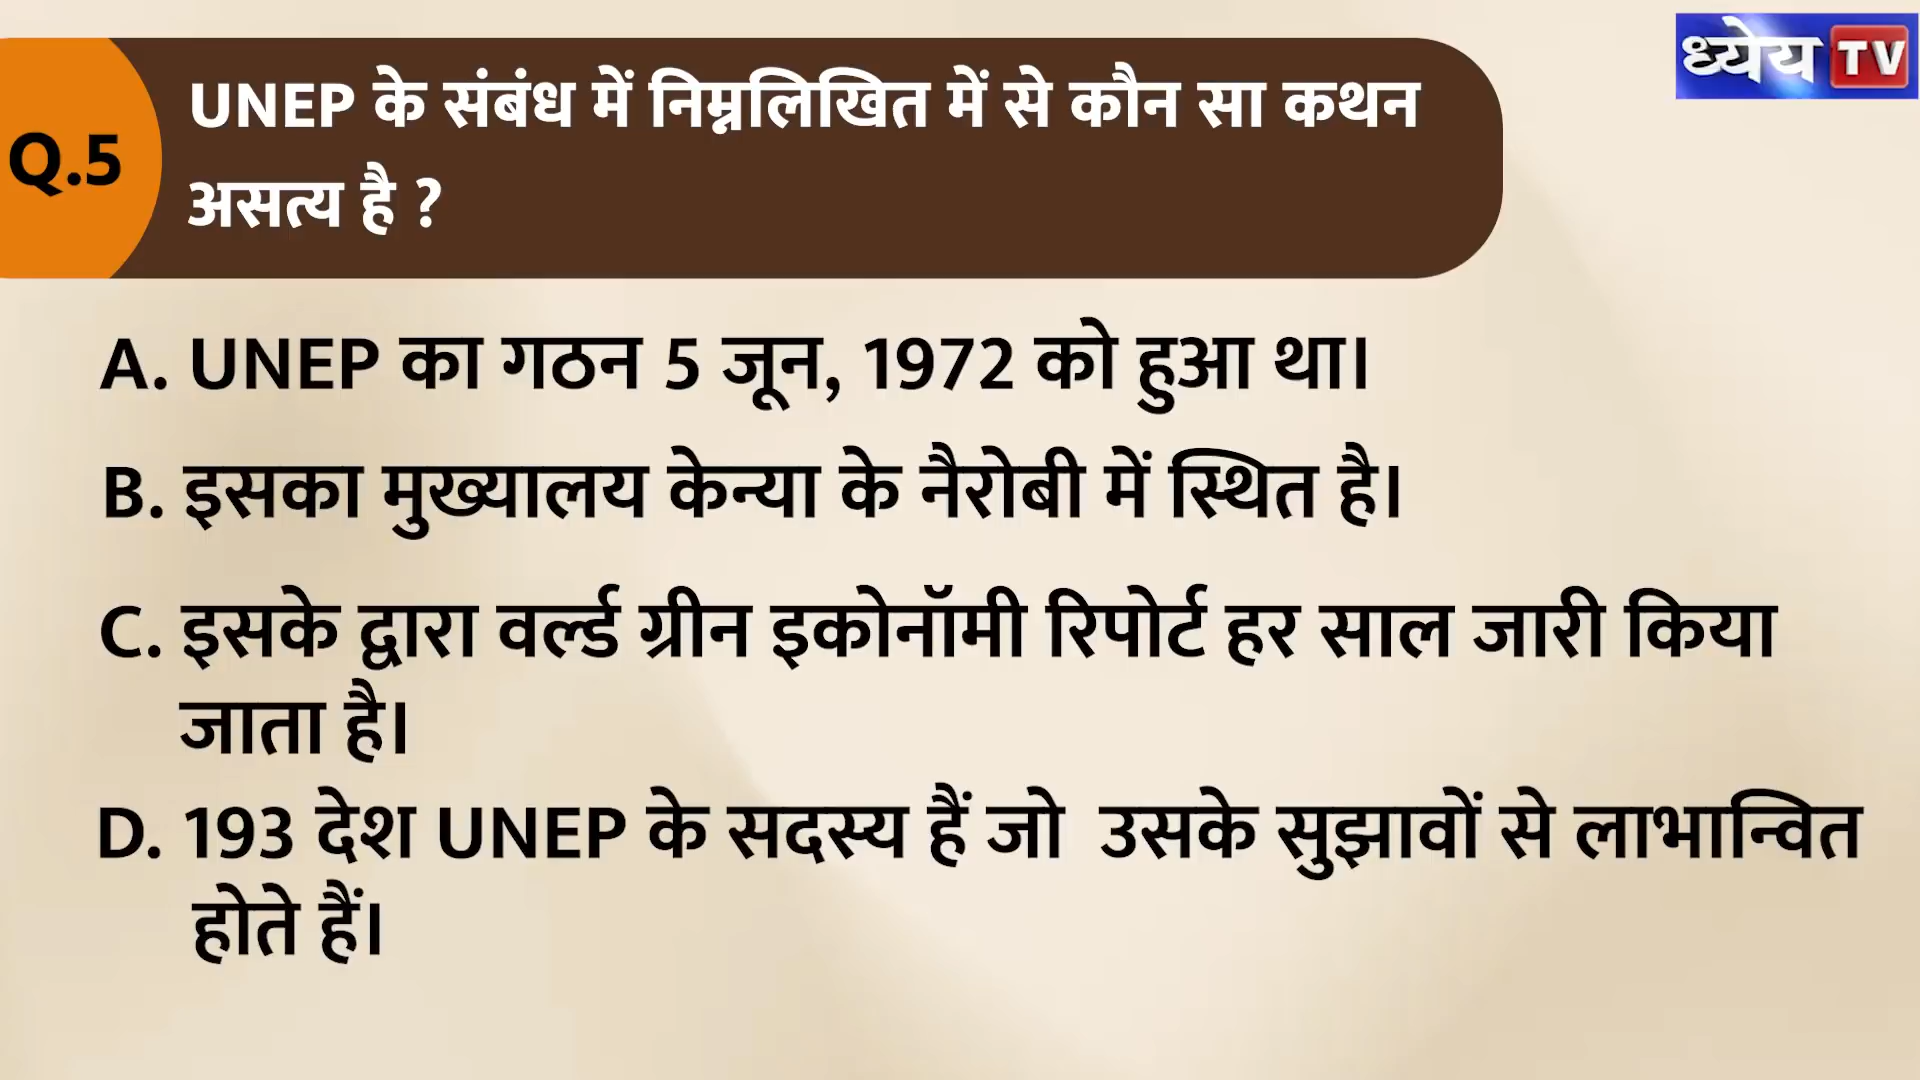 ध्येय TV
Q.5
UNEP के संबंध में निम्नलिखित में से कौन सा कथन
असत्य है ?
A. UNEP का गठन 5 जून, 1972 को हुआ था।
B. इसका मुख्यालय केन्या के नैरोबी में स्थित है।
C. इसके द्वारा वर्ल्ड ग्रीन इकोनॉमी रिपोर्ट हर साल जारी किया
जाता है।
D. 193 देश UNEP के सदस्य हैं जो उसके सुझावों से लाभान्वित
होते हैं।